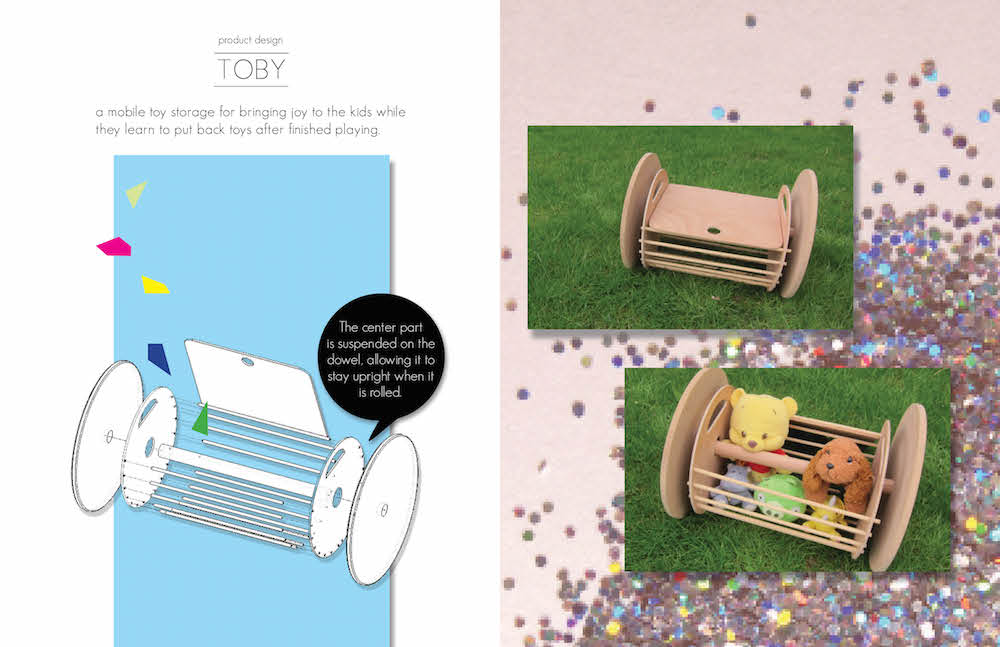 product design
TOBY
a mobile toy storage for bringing joy to the kids while
they learn to put back toys after finished playing.
The center part
is suspended on the
dowel, allowing it to
stay upright when it
is rolled.